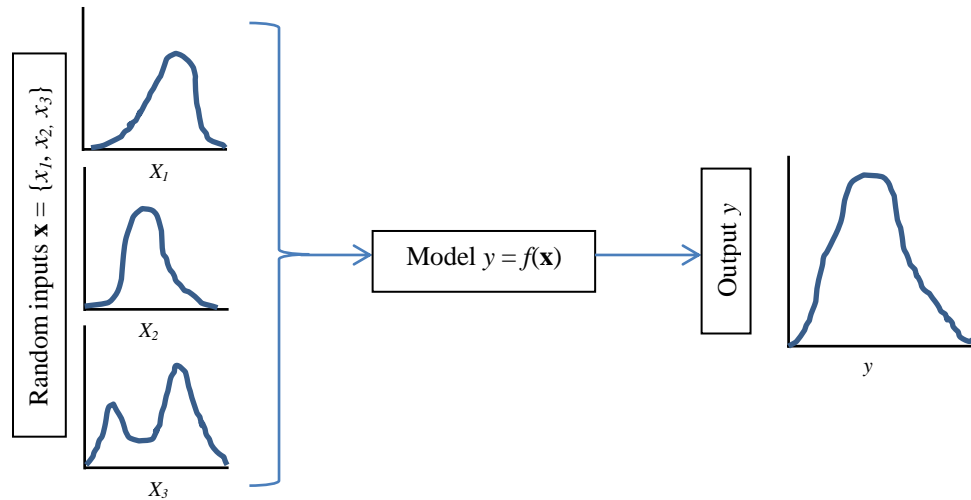 Random inputs x = {x1, x2, x3}
X1
X2
X3
Model y = f(x)
Output y
y